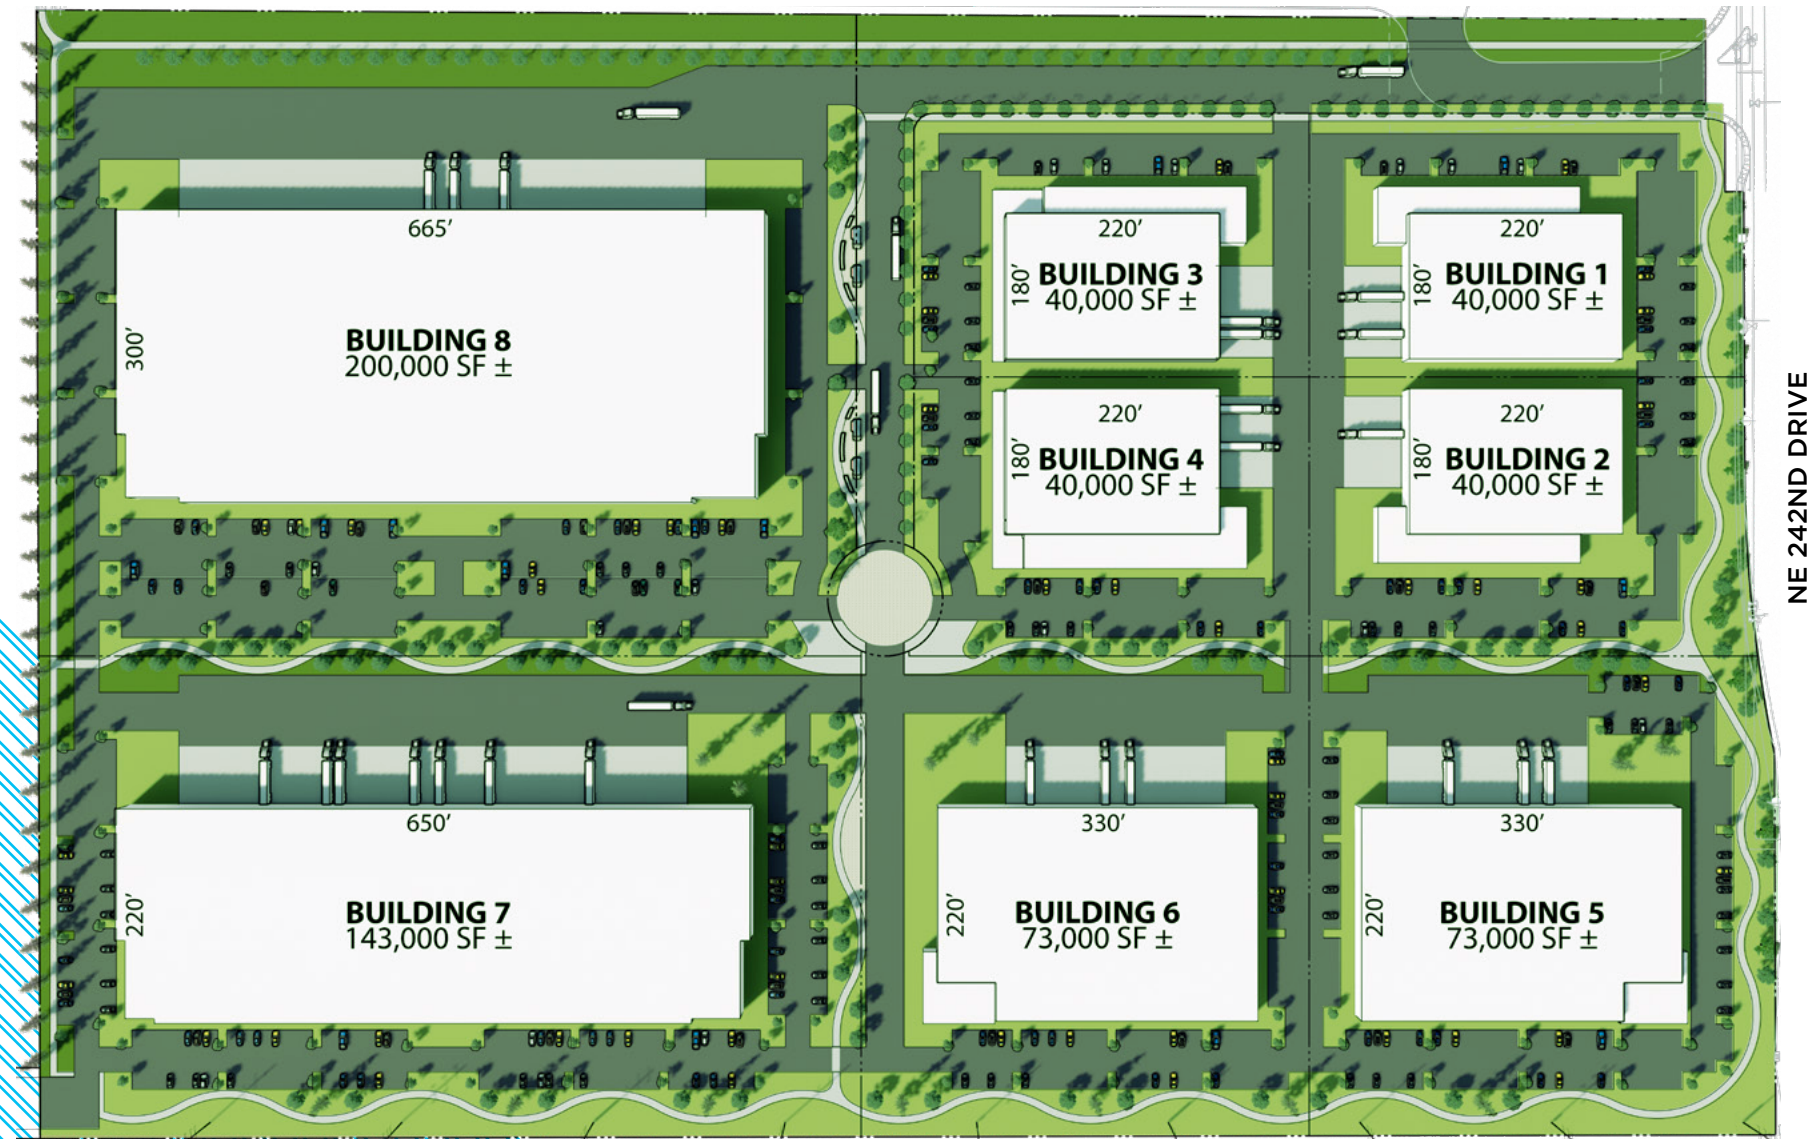 665′
300′
BUILDING 8
200,000 SF ±
220′
180′
BUILDING 3
40,000 SF ±
220′
180′
BUILDING 1
40,000 SF ±
220′
180′
BUILDING 4
40,000 SF ±
220′
180′
BUILDING 2
40,000 SF ±
NE 242ND DRIVE
650′
220′
BUILDING 7
143,000 SF ±
330′
220′
BUILDING 6
73,000 SF ±
330′
220′
BUILDING 5
73,000 SF ±